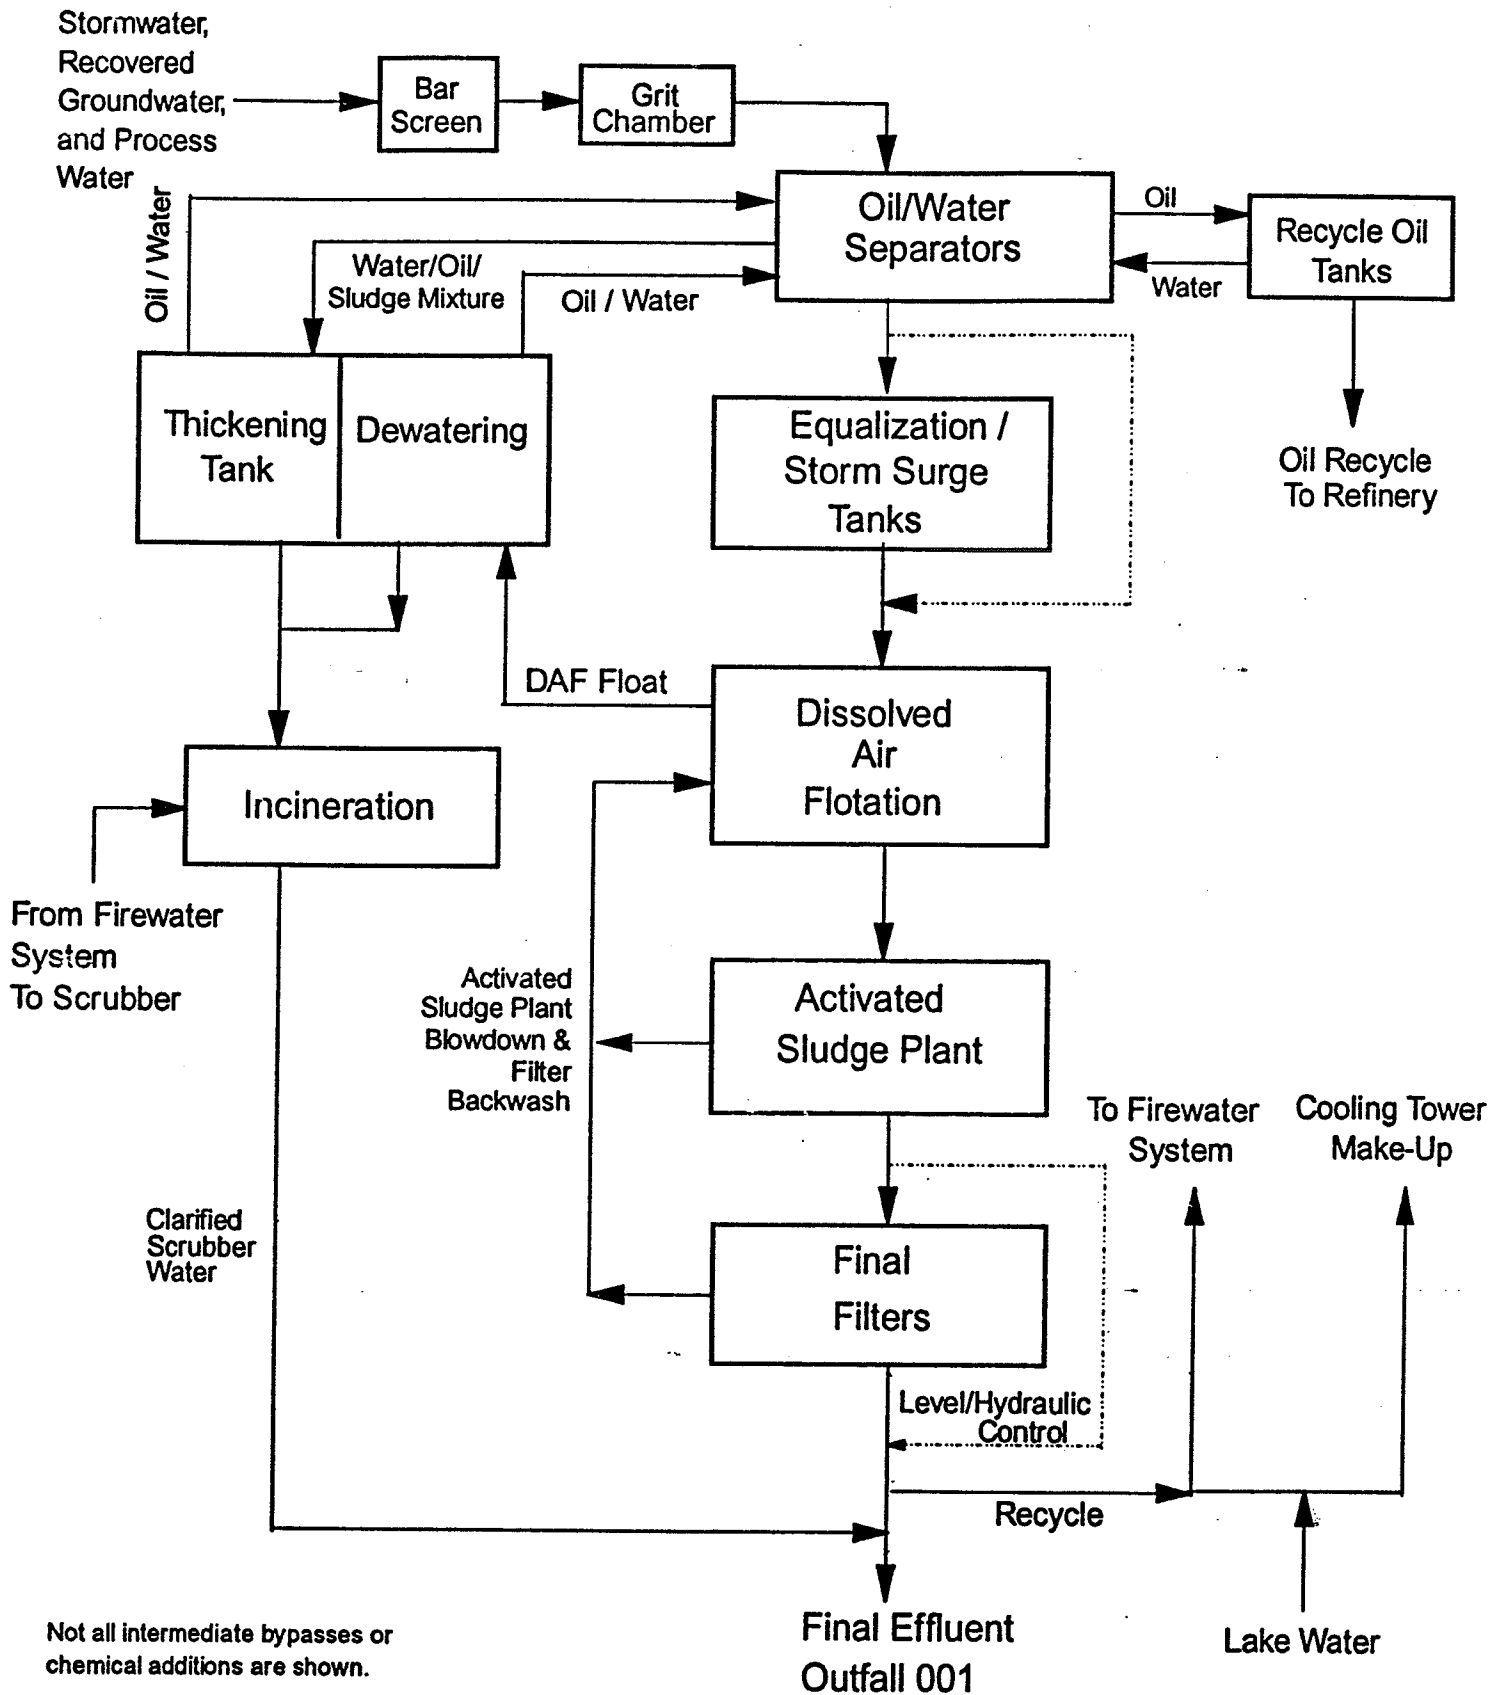 Stormwater,
Recovered
Groundwater,
and Process
Water
Bar
Screen
Grit
Chamber
Oil/Water
Separators
Oil
Water
Recycle Oil
Tanks
Oil / Water
Water/Oil/
Sludge Mixture
Oil / Water
Thickening
Tank
Dewatering
Equalization /
Storm Surge
Tanks
Oil Recycle
To Refinery
DAF Float
Dissolved
Air
Flotation
Incineration
From Firewater
System
To Scrubber
Activated
Sludge Plant
Blowdown &
Filter
Backwash
Activated
Sludge Plant
To Firewater
System
Cooling Tower
Make-Up
Clarified
Scrubber
Water
Final
Filters
Level/Hydraulic
Control
Recycle
Final Effluent
Outfall 001
Lake Water
Not all intermediate bypasses or
chemical additions are shown.